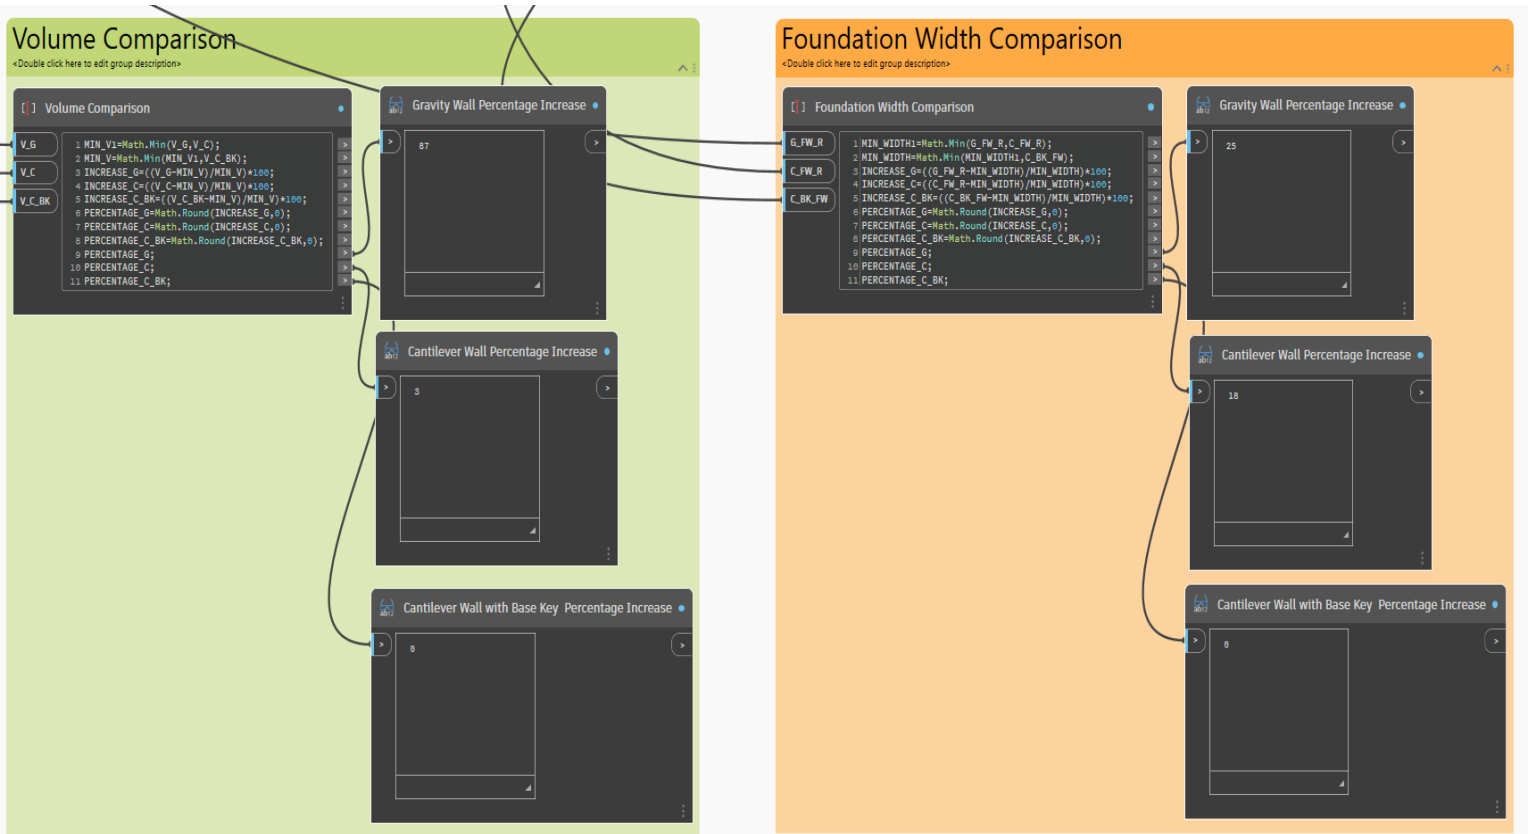 Volume Comparison
<Double click here to edit group description>
[ ] Volume Comparison
V_G
V_C
V_C_BK
1 MIN_V1=Math.Min(V_G,V_C);
2 MIN_V=Math.Min(MIN_V1,V_C_BK);
3 INCREASE_G=((V_G-MIN_V)/MIN_V)*100;
4 INCREASE_C=((V_C-MIN_V)/MIN_V)*100;
5 INCREASE_C_BK=((V_C_BK-MIN_V)/MIN_V)*100;
6 PERCENTAGE_G=Math.Round(INCREASE_G,0);
7 PERCENTAGE_C=Math.Round(INCREASE_C,0);
8 PERCENTAGE_C_BK=Math.Round(INCREASE_C_BK,0);
9 PERCENTAGE_G;
10 PERCENTAGE_C;
11 PERCENTAGE_C_BK;
Gravity Wall Percentage Increase
87
Cantilever Wall Percentage Increase
3
Cantilever Wall with Base Key  Percentage Increase
0
Foundation Width Comparison
<Double click here to edit group description>
[ ] Foundation Width Comparison
G_FW_R
C_FW_R
C_BK_FW
1 MIN_WIDTH1=Math.Min(G_FW_R,C_FW_R);
2 MIN_WIDTH=Math.Min(MIN_WIDTH1,C_BK_FW);
3 INCREASE_G=((G_FW_R-MIN_WIDTH)/MIN_WIDTH)*100;
4 INCREASE_C=((C_FW_R-MIN_WIDTH)/MIN_WIDTH)*100;
5 INCREASE_C_BK=((C_BK_FW-MIN_WIDTH)/MIN_WIDTH)*100;
6 PERCENTAGE_G=Math.Round(INCREASE_G,0);
7 PERCENTAGE_C=Math.Round(INCREASE_C,0);
8 PERCENTAGE_C_BK=Math.Round(INCREASE_C_BK,0);
9 PERCENTAGE_G;
10 PERCENTAGE_C;
11 PERCENTAGE_C_BK;
Gravity Wall Percentage Increase
25
Cantilever Wall Percentage Increase
18
Cantilever Wall with Base Key  Percentage Increase
0